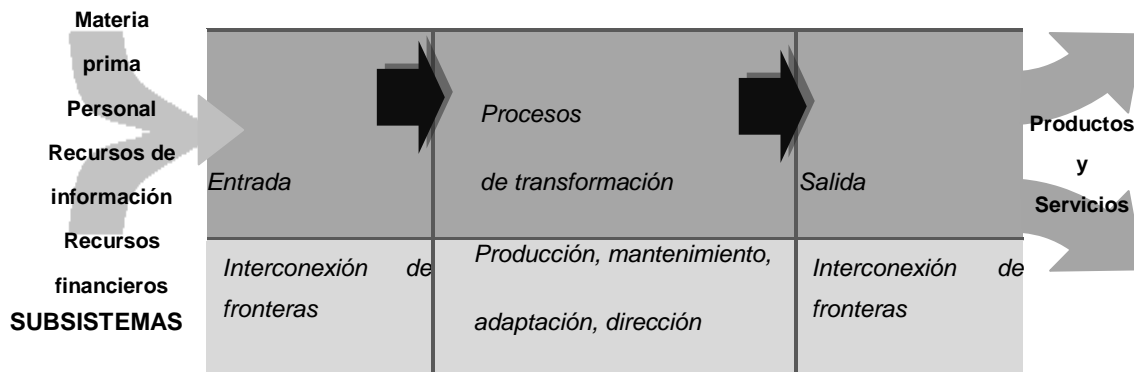 Materia
prima
Personal
Recursos de
información
Recursos
financieros
SUBSISTEMAS
Entrada
Procesos
de transformación
Salida
Interconexión de
fronteras
Producción, mantenimiento,
adaptación, dirección
Interconexión de
fronteras
Productos
y
Servicios